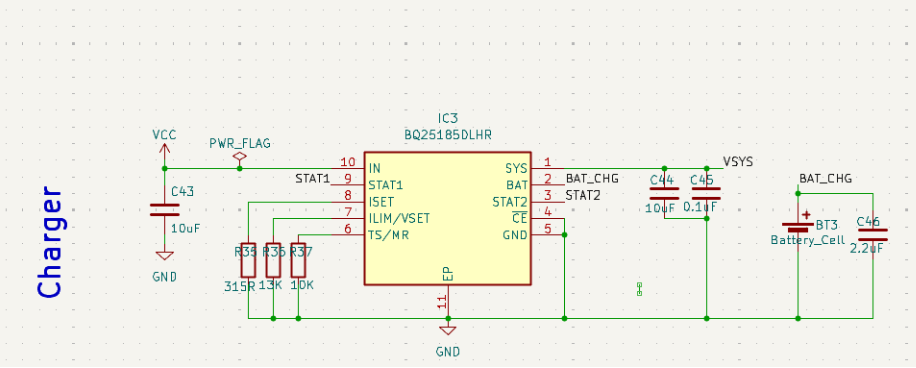 Charger
VCC
PWR_FLAG
C43
10uF
GND
IC3
BQ25185DLHR
STAT1
10 IN
9 STAT1
8 ISET
7 ILIM/VSET
6 TS/MR
SYS 1
BAT 2
STAT2 3
CE 4
GND 5
EP
11
BAT_CHG
STAT2
R35 R36 R37
315R 13K 10K
GND
C44 C45
10uF 0.1uF
VSYS
BAT_CHG
+
BT3
Battery_Cell
C46
2.2uF